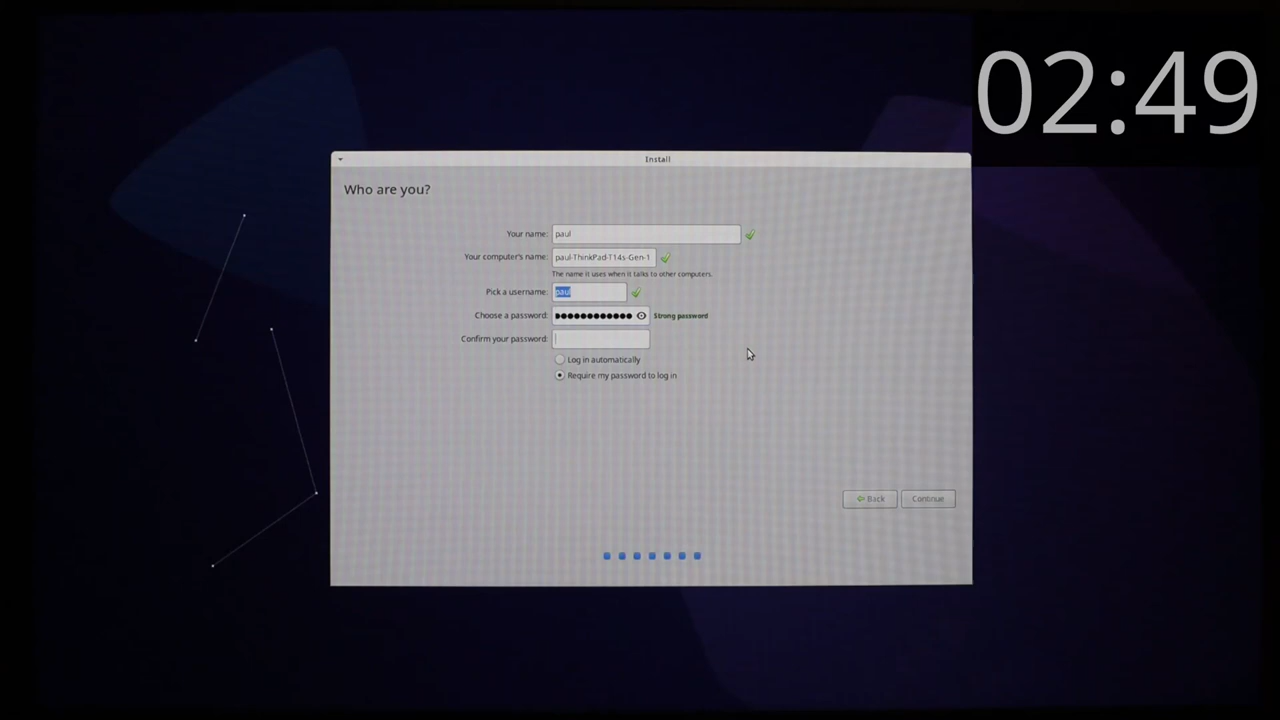 02:49
Install
Who are you?
Your name: paul
Your computer's name: paul-ThinkPad-T14s-Gen-1
The name it uses when it talks to other computers.
Pick a username: paul
Choose a password: ●●●●●●●●●●●●● Strong password
Confirm your password:
Log in automatically
Require my password to log in
Back Continue